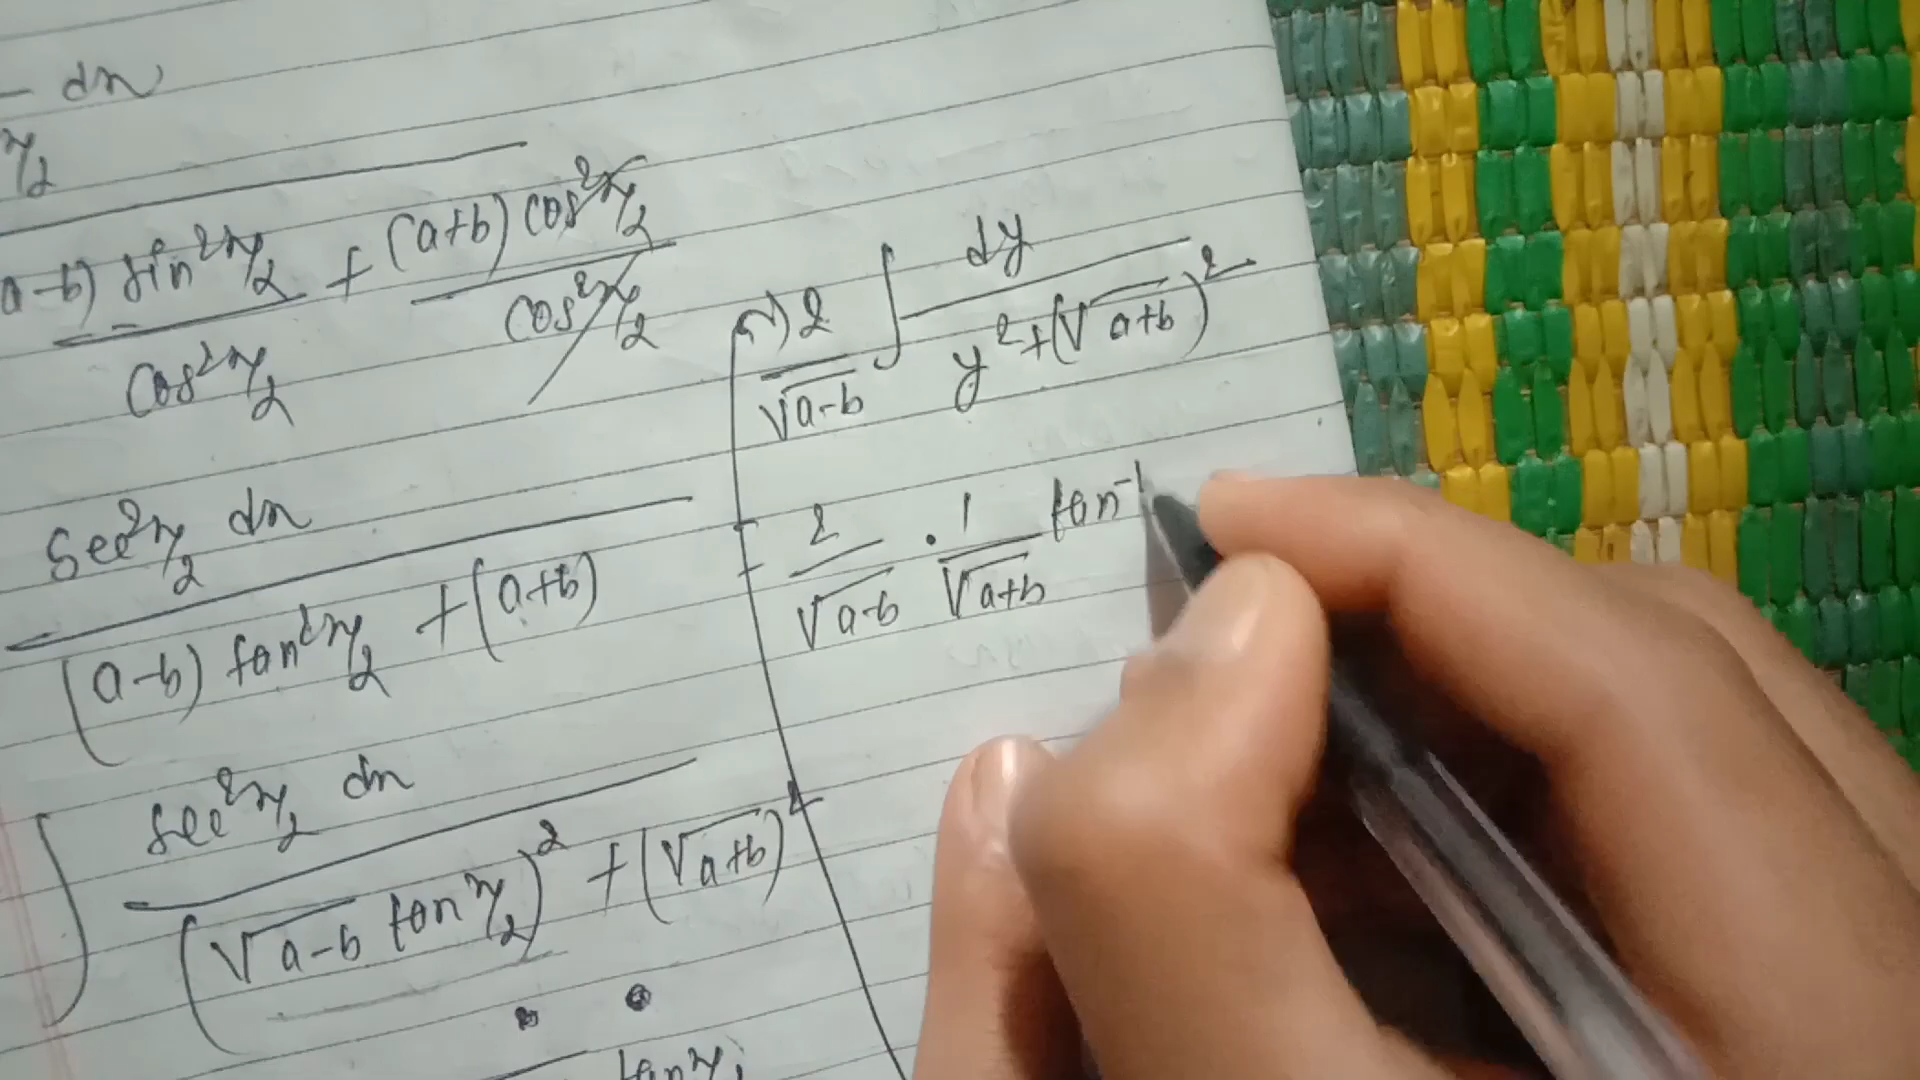 — dx
x/2
a-b) sin²x/2 + (a+b) cos²x/2
cos²x/2 cos²x/2
sec²x/2 dx
(a-b) tan²x/2 + (a+b)
∫ sec²x/2 dx
(√a-b tan x/2)² + (√a+b)²
tan x/
2/√a-b ∫ dy
y² + (√a+b)²
= 2/√a-b · 1/√a+b tan⁻¹